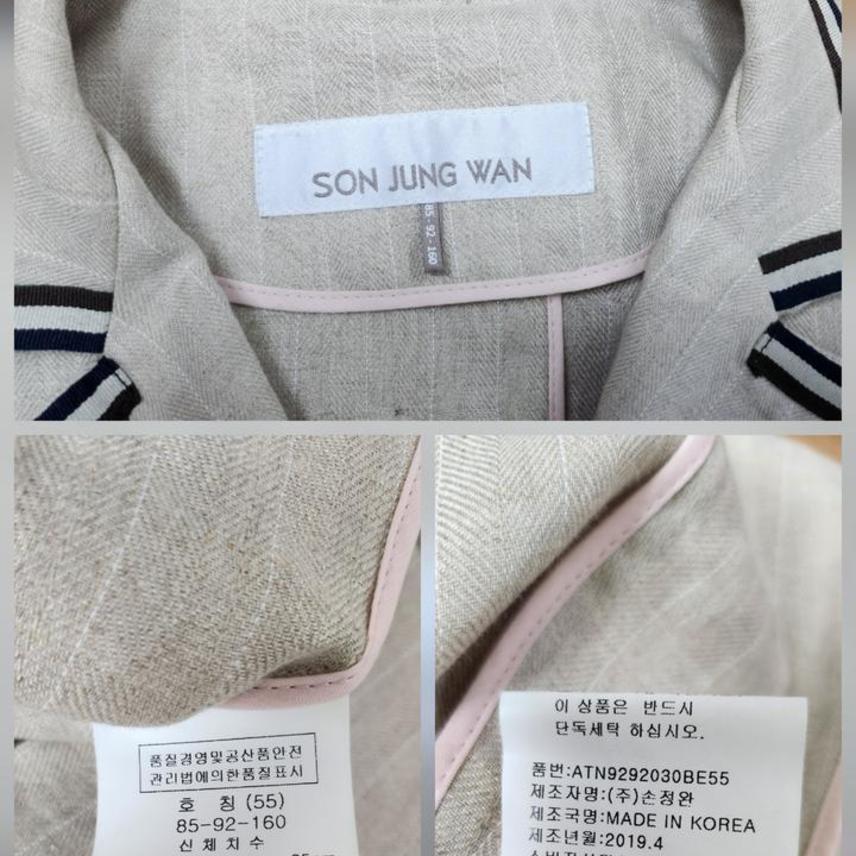 SON JUNG WAN
85-92-160
품질경영및공산품안전
관리법에의한품질표시
호 칭 (55)
85-92-160
신 체 치 수
이 상품은 반드시
단독세탁 하십시오.
품번:ATN9292030BE55
제조자명:(주)손정완
제조국명:MADE IN KOREA
제조년월:2019.4